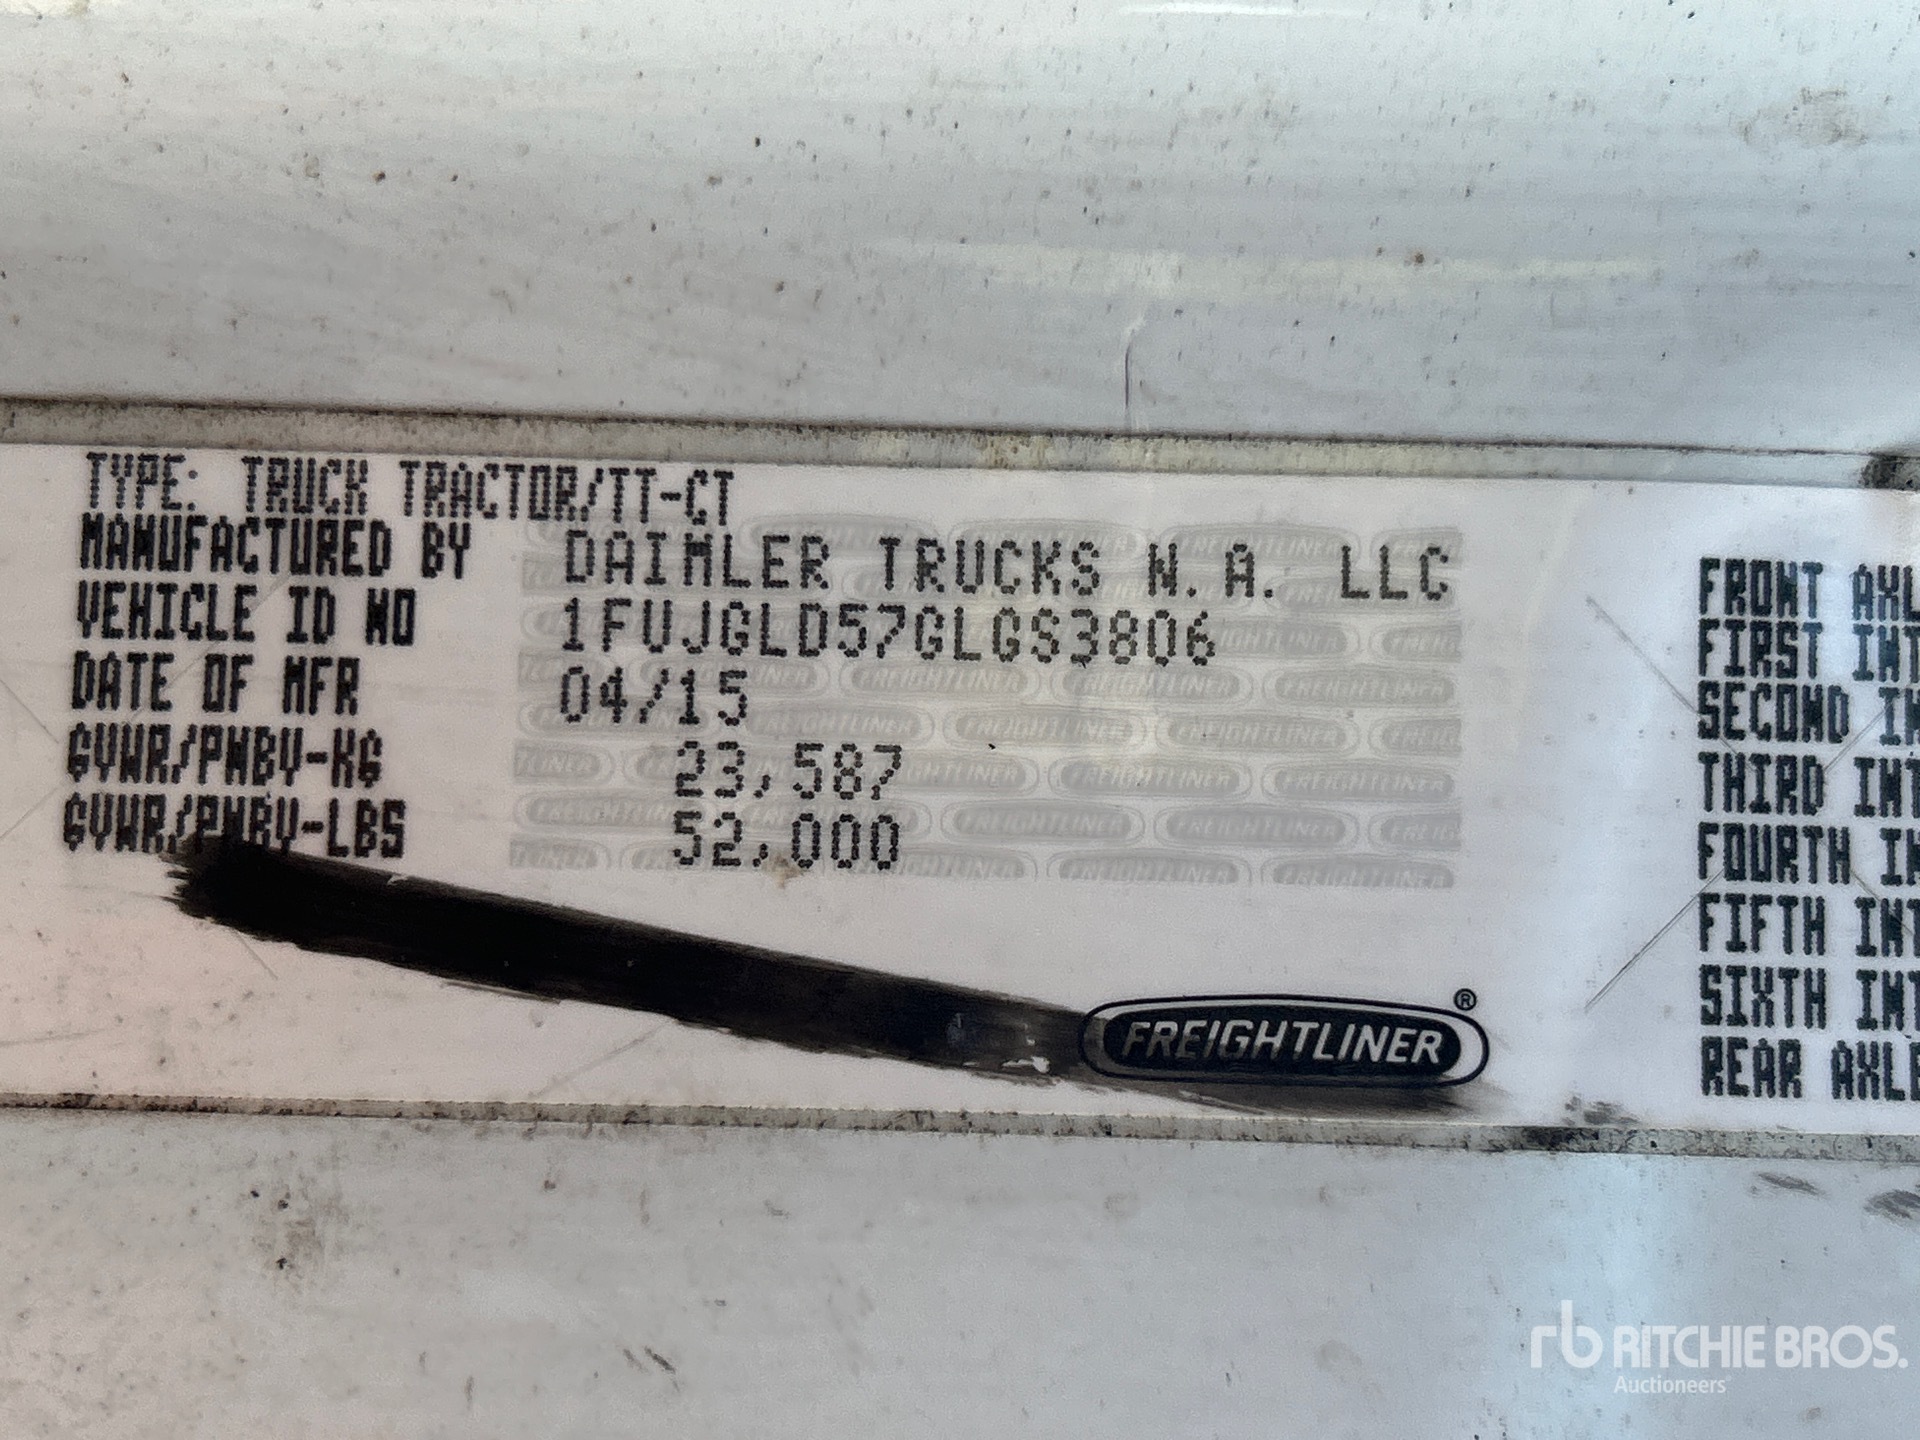 TYPE: TRUCK TRACTOR/TT-CT
MANUFACTURED BY DAIMLER TRUCKS N.A. LLC
VEHICLE ID NO 1FUJGLD57GLGS3806
DATE OF MFR 04/15
GVWR/PNBV-KG 23,587
GVWR/PNBV-LBS 52,000
FREIGHTLINER®
FRONT AXL
FIRST INT
SECOND IN
THIRD INT
FOURTH IN
FIFTH INT
SIXTH INT
REAR AXLE
rb RITCHIE BROS.
Auctioneers